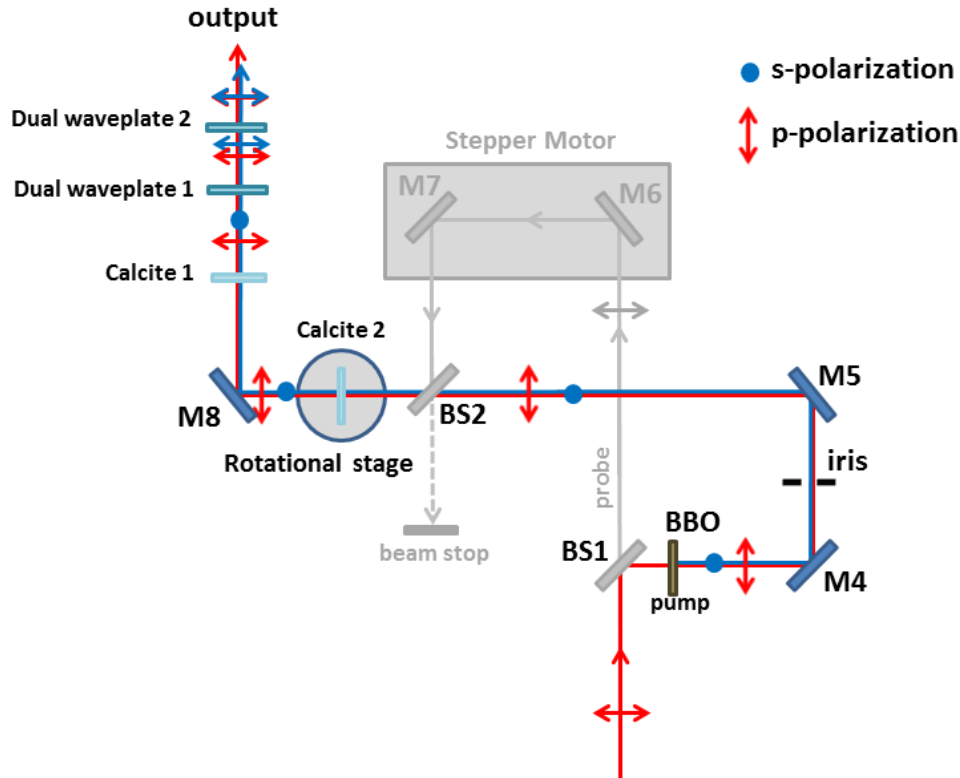 output
s-polarization
Dual waveplate 2
p-polarization
Stepper Motor
M7
M6
Dual waveplate 1
Calcite 1
Calcite 2
M5
M8
BS2
Rotational stage
iris
probe
BBO
BS1
beam stop
M4
pump